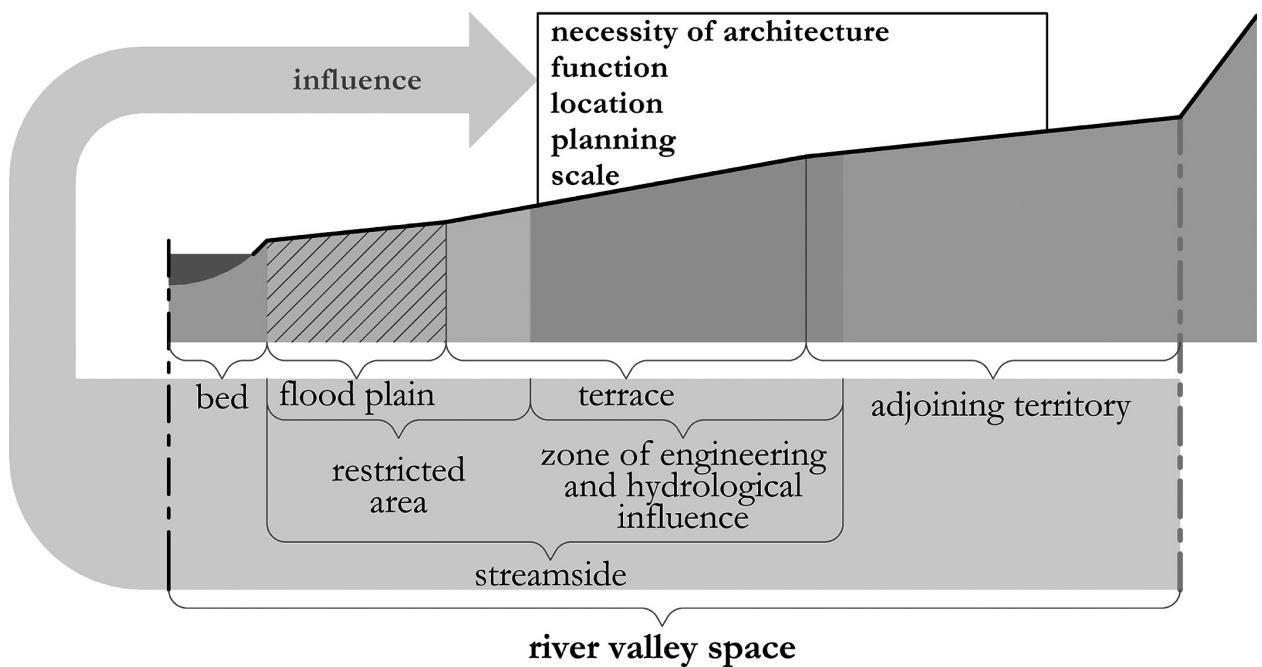 necessity of architecture
function
location
planning
scale
influence
bed
flood plain
terrace
adjoining territory
restricted
area
zone of engineering
and hydrological
influence
streamside
river valley space